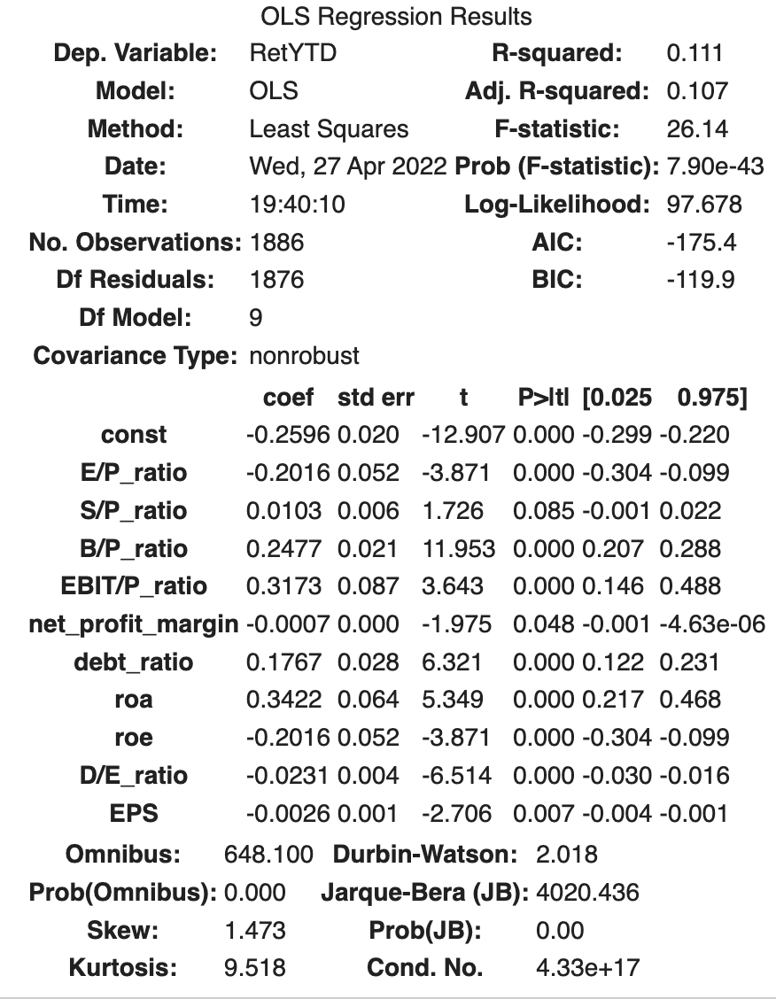 OLS Regression Results
Dep. Variable: RetYTD R-squared: 0.111
Model: OLS Adj. R-squared: 0.107
Method: Least Squares F-statistic: 26.14
Date: Wed, 27 Apr 2022 Prob (F-statistic): 7.90e-43
Time: 19:40:10 Log-Likelihood: 97.678
No. Observations: 1886 AIC: -175.4
Df Residuals: 1876 BIC: -119.9
Df Model: 9
Covariance Type: nonrobust
coef std err t P>|t| [0.025 0.975]
const -0.2596 0.020 -12.907 0.000 -0.299 -0.220
E/P_ratio -0.2016 0.052 -3.871 0.000 -0.304 -0.099
S/P_ratio 0.0103 0.006 1.726 0.085 -0.001 0.022
B/P_ratio 0.2477 0.021 11.953 0.000 0.207 0.288
EBIT/P_ratio 0.3173 0.087 3.643 0.000 0.146 0.488
net_profit_margin -0.0007 0.000 -1.975 0.048 -0.001 -4.63e-06
debt_ratio 0.1767 0.028 6.321 0.000 0.122 0.231
roa 0.3422 0.064 5.349 0.000 0.217 0.468
roe -0.2016 0.052 -3.871 0.000 -0.304 -0.099
D/E_ratio -0.0231 0.004 -6.514 0.000 -0.030 -0.016
EPS -0.0026 0.001 -2.706 0.007 -0.004 -0.001
Omnibus: 648.100 Durbin-Watson: 2.018
Prob(Omnibus): 0.000 Jarque-Bera (JB): 4020.436
Skew: 1.473 Prob(JB): 0.00
Kurtosis: 9.518 Cond. No. 4.33e+17